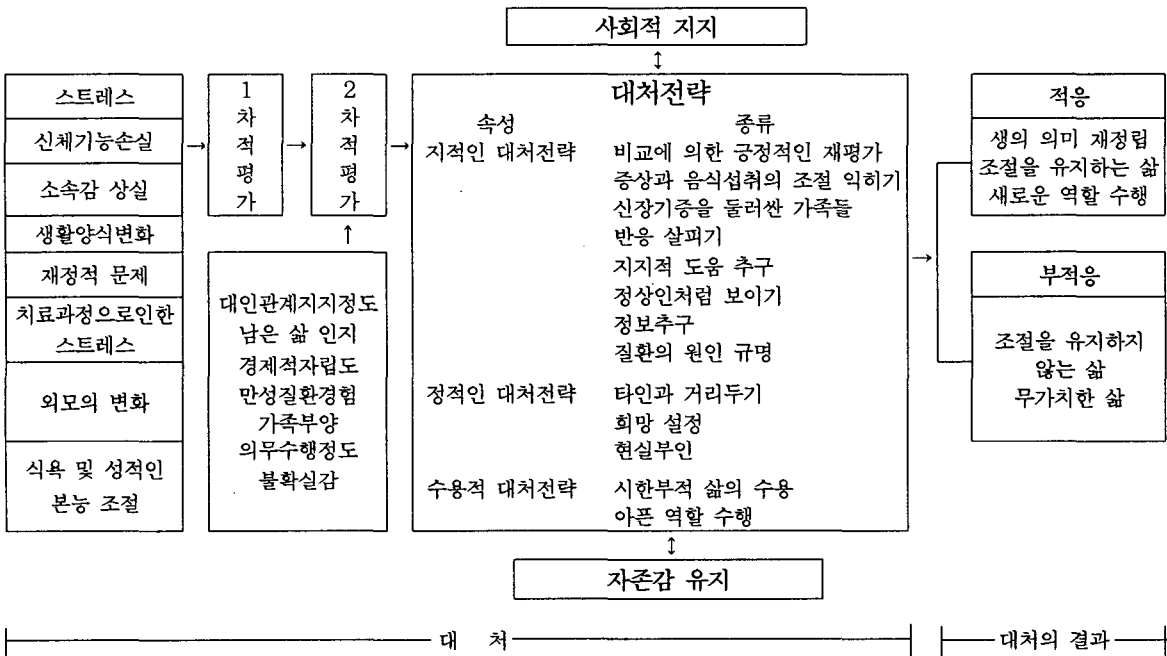 사회적 지지
↕
스트레스
신체기능손실
소속감 상실
생활양식변화
재정적 문제
치료과정으로인한
스트레스
외모의 변화
식욕 및 성적인
본능 조절
→
1
차
적
평
가
→
2
차
적
평
가
↑
대인관계지지정도
남은 삶 인지
경제적자립도
만성질환경험
가족부양
의무수행정도
불확실감
→
대처전략
속성 종류
지적인 대처전략 비교에 의한 긍정적인 재평가
증상과 음식섭취의 조절 익히기
신장기증을 둘러싼 가족들
반응 살피기
지지적 도움 추구
정상인처럼 보이기
정보추구
질환의 원인 규명
정적인 대처전략 타인과 거리두기
희망 설정
현실부인
수용적 대처전략 시한부적 삶의 수용
아픈 역할 수행
↕
자존감 유지
→
적응
생의 의미 재정립
조절을 유지하는 삶
새로운 역할 수행
부적응
조절을 유지하지
않는 삶
무가치한 삶
대 처
대처의 결과